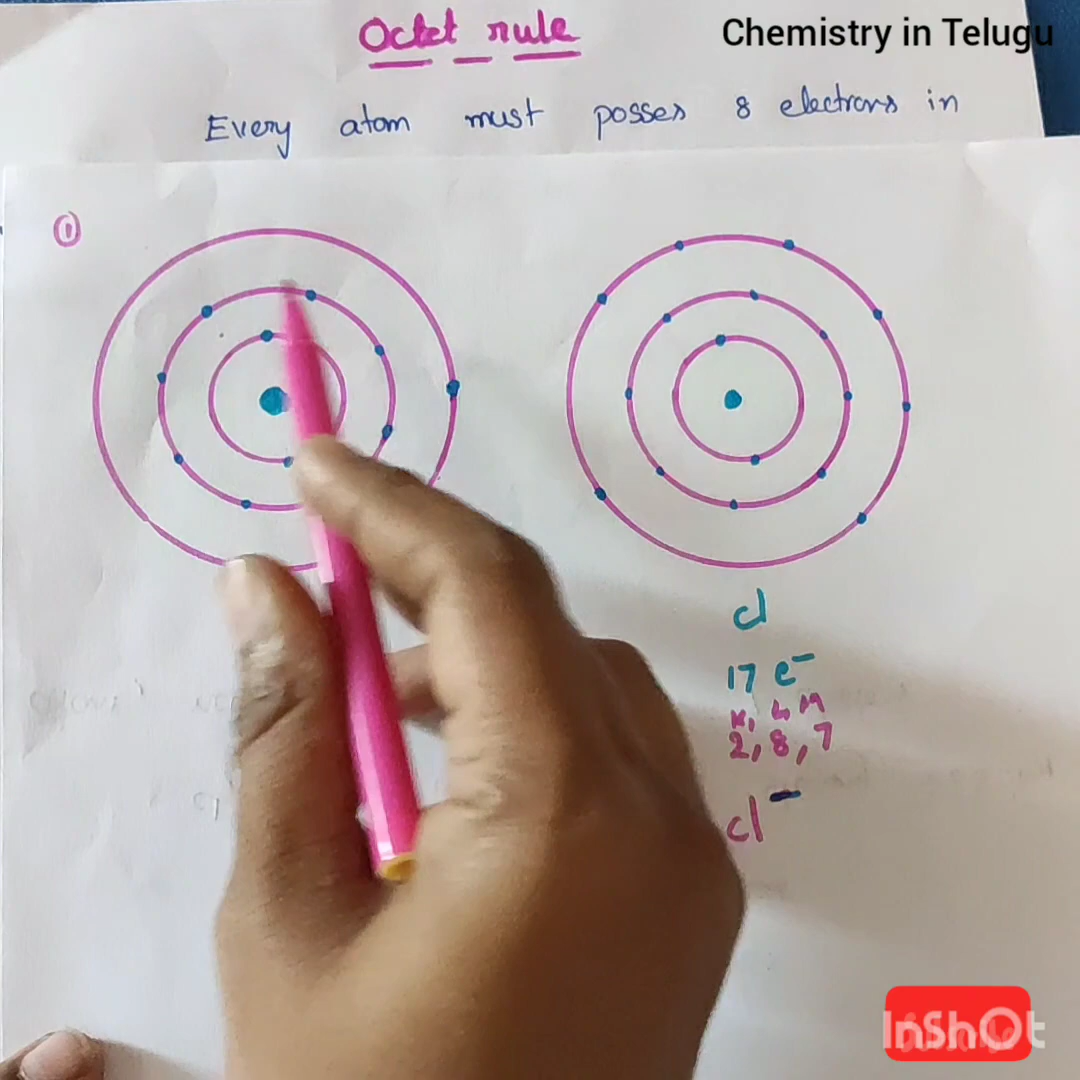 Octet rule
Chemistry in Telugu
Every atom must posses 8 electrons in
①
cl
17 e⁻
K, L, M
2, 8, 7
cl⁻
InShOt